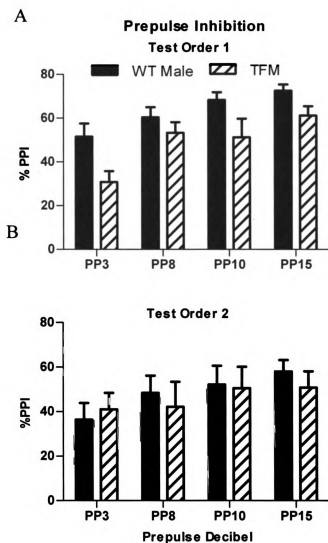 A
Prepulse Inhibition
Test Order 1
WT Male TFM
80
60
40
20
0
% PPI
PP3 PP8 PP10 PP15
B
Test Order 2
80
60
40
20
0
%PPI
PP3 PP8 PP10 PP15
Prepulse Decibel